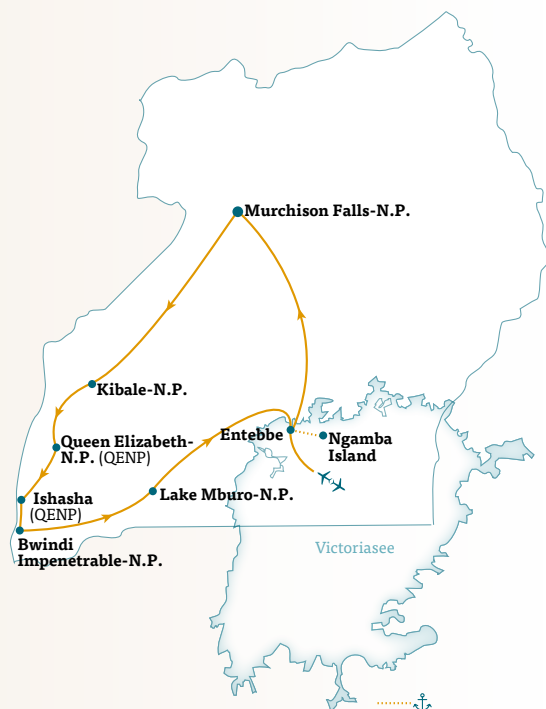 Murchison Falls-N.P.
Kibale-N.P.
Entebbe
Ngamba
Island
Queen Elizabeth-
N.P. (QENP)
Ishasha
(QENP)
Lake Mburo-N.P.
Bwindi
Impenetrable-N.P.
Victoriasee